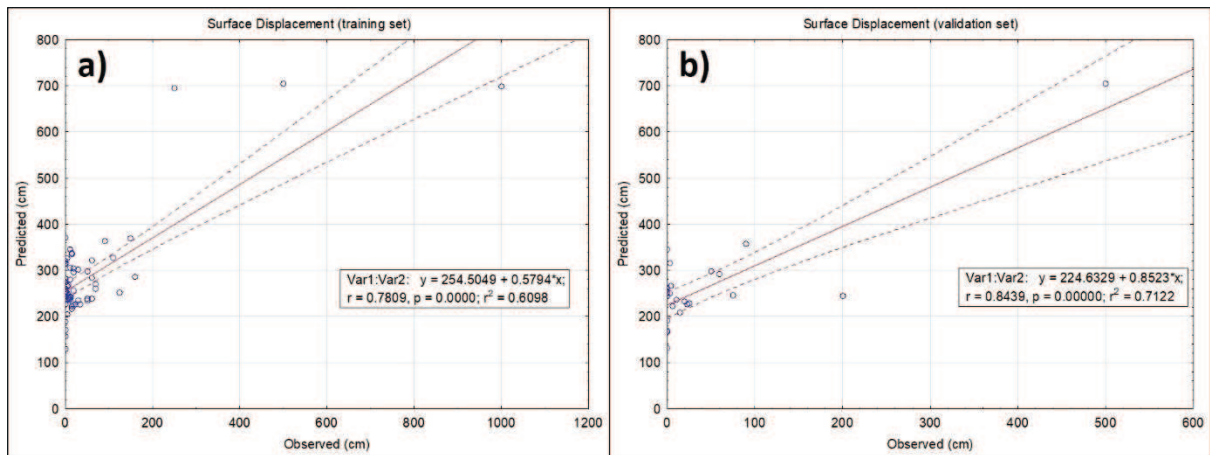 Surface Displacement (training set)
a)
800
700
600
500
400
300
200
100
0
Predicted (cm)
Var1:Var2: y = 254.5049 + 0.5794*x;
r = 0.7809, p = 0.0000; r² = 0.6098
0 200 400 600 800 1000 1200
Observed (cm)
Surface Displacement (validation set)
b)
800
700
600
500
400
300
200
100
0
Predicted (cm)
Var1:Var2: y = 224.6329 + 0.8523*x;
r = 0.8439, p = 0.00000; r² = 0.7122
0 100 200 300 400 500 600
Observed (cm)